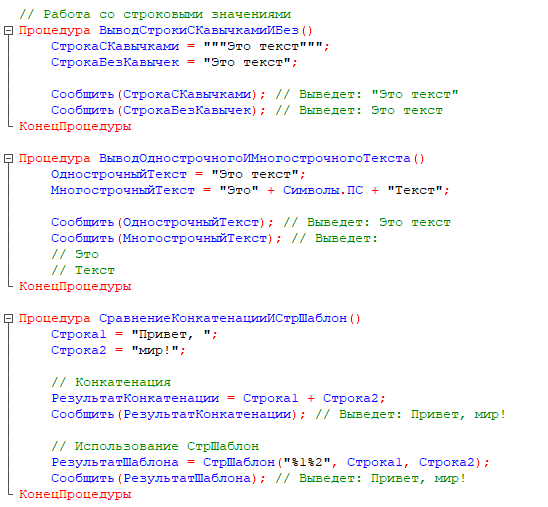 // Работа со строковыми значениями
Процедура ВыводСтрокиСКавычкамиИБез()
СтрокаСКавычками = """Это текст""";
СтрокаБезКавычек = "Это текст";
Сообщить(СтрокаСКавычками); // Выведет: "Это текст"
Сообщить(СтрокаБезКавычек); // Выведет: Это текст
КонецПроцедуры
Процедура ВыводОднострочногоИМногострочногоТекста()
ОднострочныйТекст = "Это текст";
МногострочныйТекст = "Это" + Символы.ПС + "Текст";
Сообщить(ОднострочныйТекст); // Выведет: Это текст
Сообщить(МногострочныйТекст); // Выведет:
// Это
// Текст
КонецПроцедуры
Процедура СравнениеКонкатенацииИСтрШаблон()
Строка1 = "Привет, ";
Строка2 = "мир!";
// Конкатенация
РезультатКонкатенации = Строка1 + Строка2;
Сообщить(РезультатКонкатенации); // Выведет: Привет, мир!
// Использование СтрШаблон
РезультатШаблона = СтрШаблон("%1%2", Строка1, Строка2);
Сообщить(РезультатШаблона); // Выведет: Привет, мир!
КонецПроцедуры